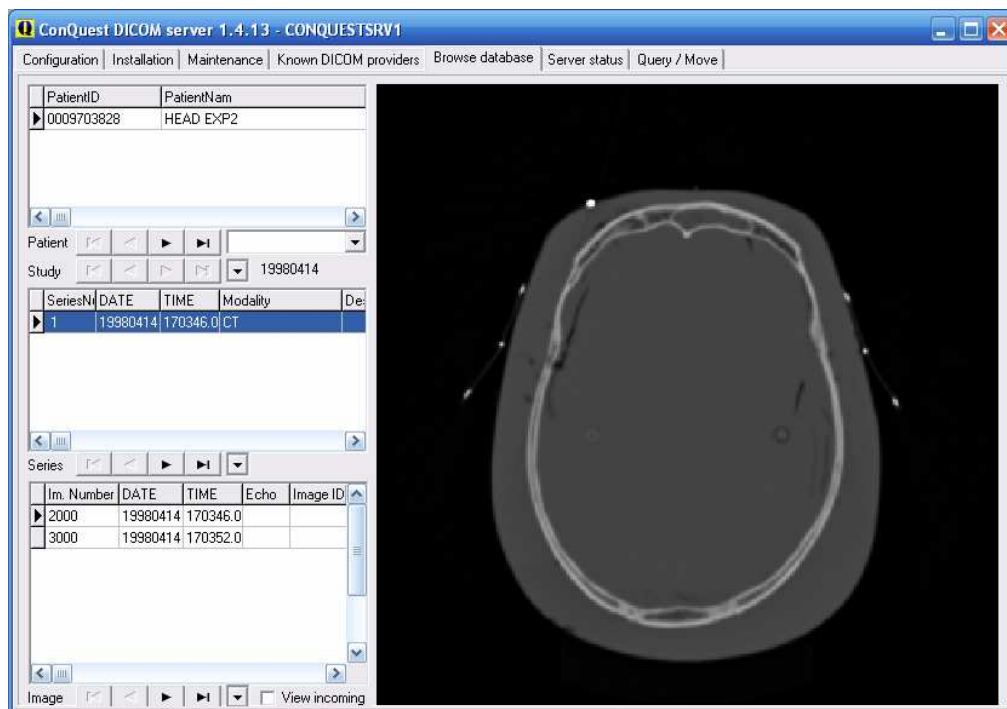 ConQuest DICOM server 1.4.13 - CONQUESTSRV1
Configuration Installation Maintenance Known DICOM providers Browse database Server status Query / Move
PatientID PatientNam
0009703828 HEAD EXP2
Patient
Study 19980414
SeriesNu DATE TIME Modality De:
1 19980414 170346.0 CT
Series
Im. Number DATE TIME Echo Image ID
2000 19980414 170346.0
3000 19980414 170352.0
Image View incoming